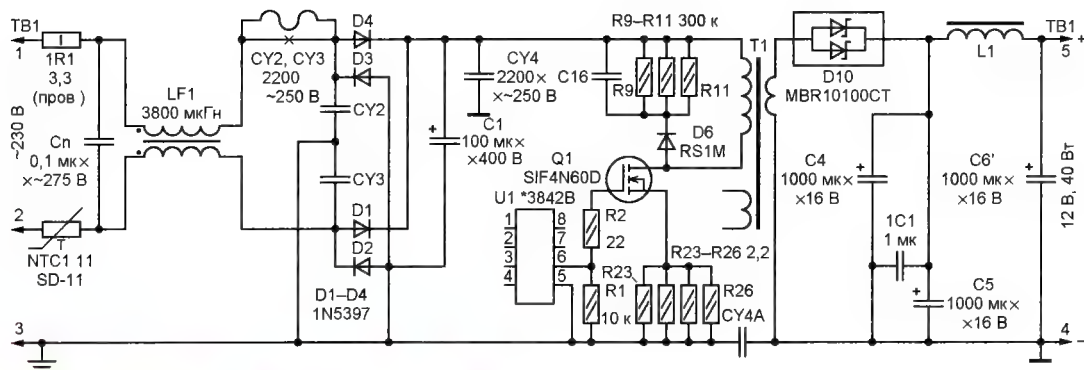 TB1
1
1R1
3,3
(пров.)
~230 В
Cп
0,1 мк×
×~275 В
2
T
NTC1 11
SD-11
3
LF1
3800 мкГн
CY2, CY3
2200
~250 В
D4
D3
CY2
CY3
D1
D2
D1–D4
1N5397
C1
100 мк×
×400 В
+
CY4
2200×
×~250 В
C16
R9–R11 300 к
R9
R11
D6
RS1M
T1
Q1
SIF4N60D
U1 *3842B
1
2
3
4
8
7
6
5
R2
22
R1
10 к
R23–R26 2,2
R23
R26
CY4A
D10
MBR10100CT
C4
1000 мк×
×16 В
+
1C1
1 мк
C5
1000 мк×
×16 В
+
L1
C6'
1000 мк×
×16 В
+
TB1
5
+
12 В, 40 Вт
4
–